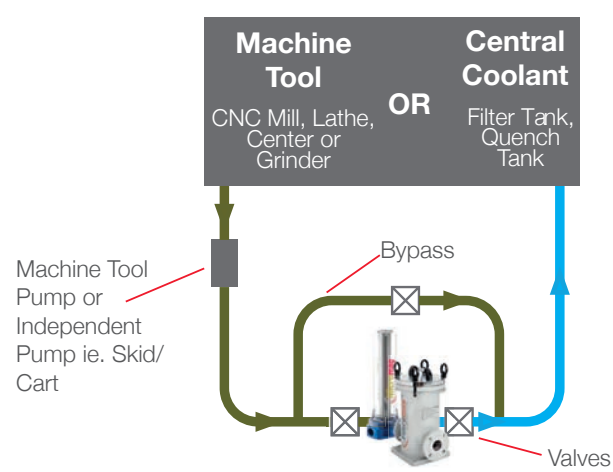 Machine
Tool
CNC Mill, Lathe,
Center or
Grinder
OR
Central
Coolant
Filter Tank,
Quench
Tank
Bypass
Machine Tool
Pump or
Independent
Pump ie. Skid/
Cart
Valves